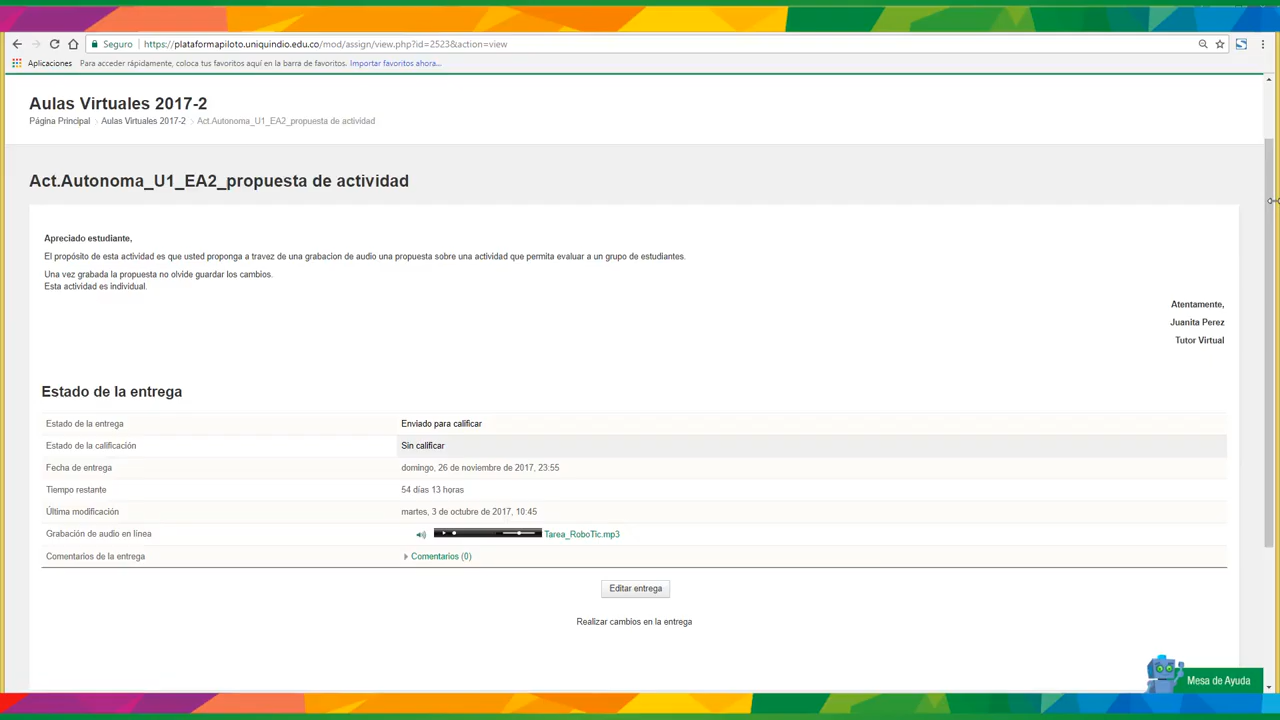 Seguro https://plataformapiloto.uniquindio.edu.co/mod/assign/view.php?id=2523&action=view
Aplicaciones Para acceder rápidamente, coloca tus favoritos aquí en la barra de favoritos. Importar favoritos ahora...
Aulas Virtuales 2017-2
Página Principal Aulas Virtuales 2017-2 Act.Autonoma_U1_EA2_propuesta de actividad
Act.Autonoma_U1_EA2_propuesta de actividad
Apreciado estudiante,
El propósito de esta actividad es que usted proponga a travez de una grabacion de audio una propuesta sobre una actividad que permita evaluar a un grupo de estudiantes.
Una vez grabada la propuesta no olvide guardar los cambios.
Esta actividad es individual.
Atentamente,
Juanita Perez
Tutor Virtual
Estado de la entrega
Estado de la entrega Enviado para calificar
Estado de la calificación Sin calificar
Fecha de entrega domingo, 26 de noviembre de 2017, 23:55
Tiempo restante 54 días 13 horas
Última modificación martes, 3 de octubre de 2017, 10:45
Grabación de audio en línea Tarea_RoboTic.mp3
Comentarios de la entrega Comentarios (0)
Editar entrega
Realizar cambios en la entrega
Mesa de Ayuda